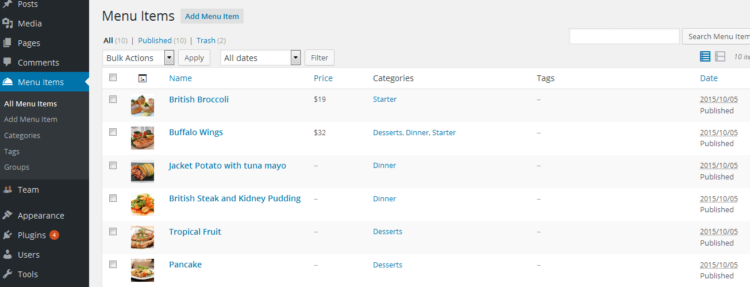 Posts
Media
Pages
Comments
Menu Items
All Menu Items
Add Menu Item
Categories
Tags
Groups
Team
Appearance
Plugins 4
Users
Tools
Menu Items Add Menu Item
All (10) | Published (10) | Trash (2)
Search Menu Item
Bulk Actions Apply All dates Filter
10 ite
Name Price Categories Tags Date
British Broccoli $19 Starter – 2015/10/05
Published
Buffalo Wings $32 Desserts, Dinner, Starter – 2015/10/05
Published
Jacket Potato with tuna mayo – Dinner – 2015/10/05
Published
British Steak and Kidney Pudding – Dinner – 2015/10/05
Published
Tropical Fruit – Desserts – 2015/10/05
Published
Pancake – Desserts – 2015/10/05
Published